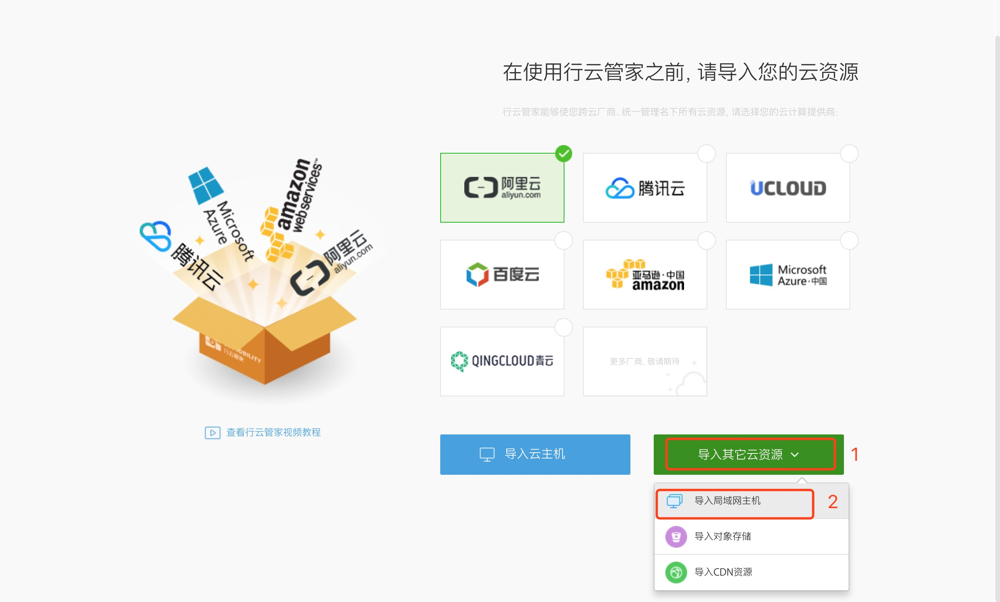 在使用行云管家之前, 请导入您的云资源
行云管家能够使您跨云厂商、统一管理名下所有云资源, 请选择您的云计算提供商:
Microsoft
Azure
amazon
webservices™
腾讯云
阿里云
aliyun.com
行云管家
查看行云管家视频教程
阿里云
aliyun.com
腾讯云
UCLOUD
百度云
亚马逊·中国
amazon
Microsoft
Azure·中国
QINGCLOUD青云
更多厂商, 敬请期待
导入云主机
导入其它云资源
1
导入局域网主机
2
导入对象存储
导入CDN资源